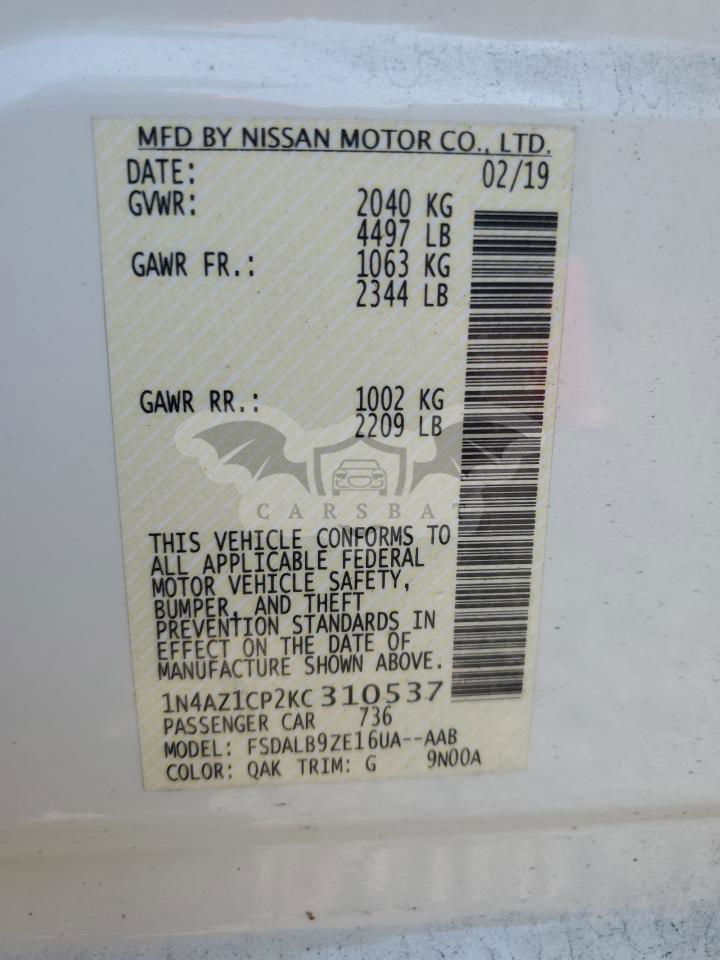 MFD BY NISSAN MOTOR CO., LTD.
DATE: 02/19
GVWR: 2040 KG
4497 LB
GAWR FR.: 1063 KG
2344 LB
GAWR RR.: 1002 KG
2209 LB
CARSBAT
THIS VEHICLE CONFORMS TO
ALL APPLICABLE FEDERAL
MOTOR VEHICLE SAFETY,
BUMPER, AND THEFT
PREVENTION STANDARDS IN
EFFECT ON THE DATE OF
MANUFACTURE SHOWN ABOVE.
1N4AZ1CP2KC310537
PASSENGER CAR 736
MODEL: FSDALB9ZE16UA--AAB
COLOR: QAK TRIM: G 9N00A